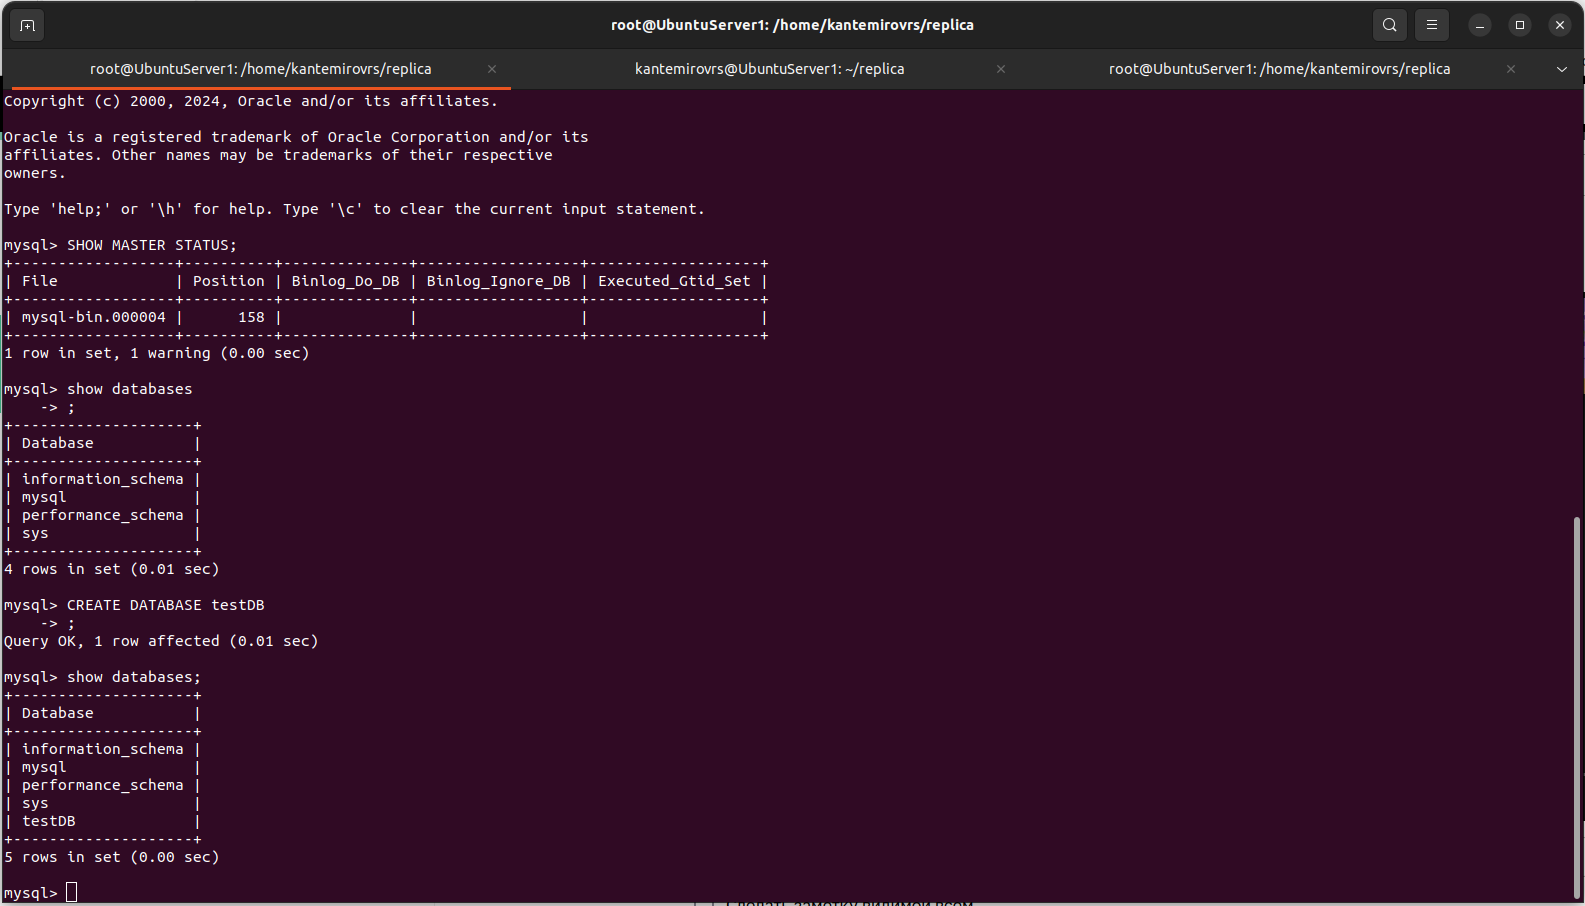 root@UbuntuServer1: /home/kantemirovrs/replica
root@UbuntuServer1: /home/kantemirovrs/replica
kantemirovrs@UbuntuServer1: ~/replica
root@UbuntuServer1: /home/kantemirovrs/replica
Copyright (c) 2000, 2024, Oracle and/or its affiliates.
Oracle is a registered trademark of Oracle Corporation and/or its
affiliates. Other names may be trademarks of their respective
owners.
Type 'help;' or '\h' for help. Type '\c' to clear the current input statement.
mysql> SHOW MASTER STATUS;
+------------------+----------+--------------+------------------+-------------------+
| File             | Position | Binlog_Do_DB | Binlog_Ignore_DB | Executed_Gtid_Set |
+------------------+----------+--------------+------------------+-------------------+
| mysql-bin.000004 |      158 |              |                  |                   |
+------------------+----------+--------------+------------------+-------------------+
1 row in set, 1 warning (0.00 sec)
mysql> show databases
    -> ;
+--------------------+
| Database           |
+--------------------+
| information_schema |
| mysql              |
| performance_schema |
| sys                |
+--------------------+
4 rows in set (0.01 sec)
mysql> CREATE DATABASE testDB
    -> ;
Query OK, 1 row affected (0.01 sec)
mysql> show databases;
+--------------------+
| Database           |
+--------------------+
| information_schema |
| mysql              |
| performance_schema |
| sys                |
| testDB             |
+--------------------+
5 rows in set (0.00 sec)
mysql>